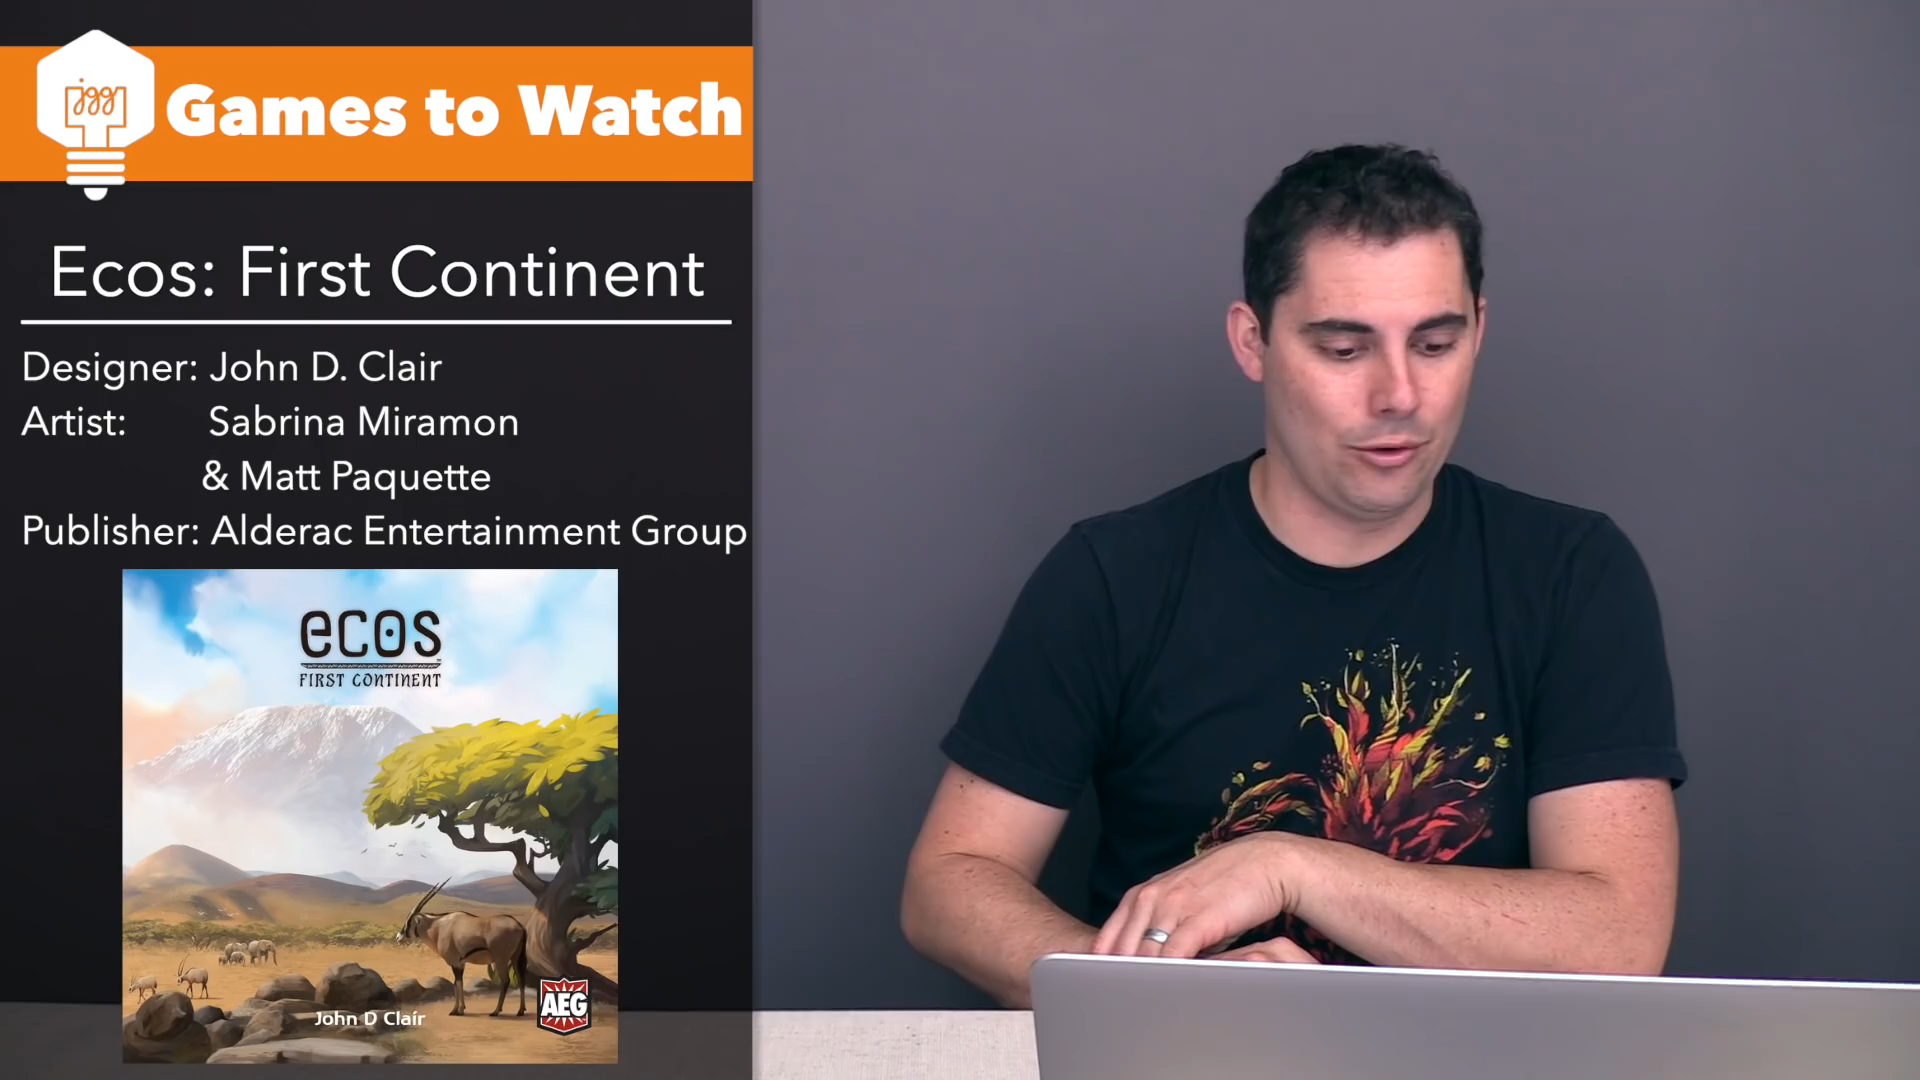 Games to Watch
Ecos: First Continent
Designer: John D. Clair
Artist: Sabrina Miramon
& Matt Paquette
Publisher: Alderac Entertainment Group
ecos
FIRST CONTINENT
John D Clair
AEG